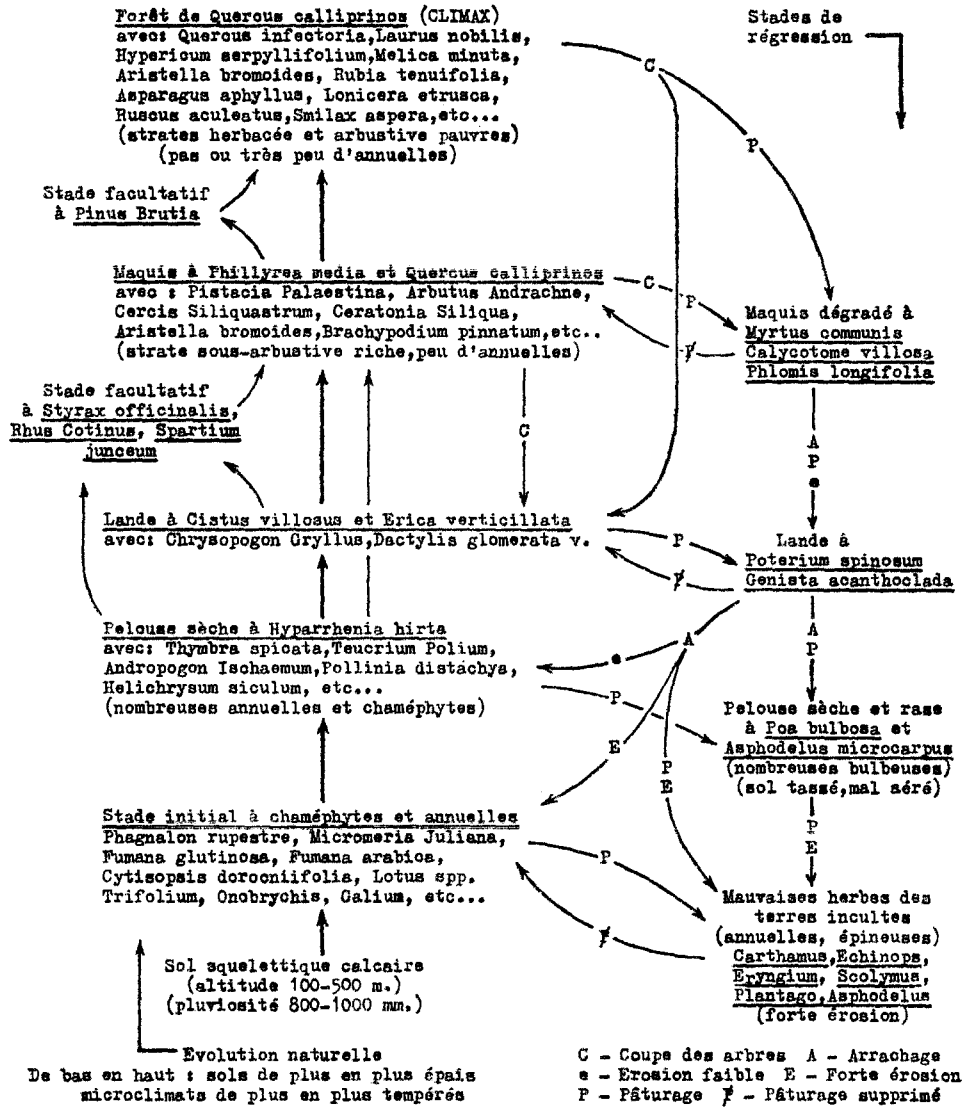 Forêt de Quercus calliprinos (CLIMAX)
avec: Quercus infectoria,Laurus nobilis,
Hypericum serpyllifolium,Melica minuta,
Aristella bromoides, Rubia tenuifolia,
Asparagus aphyllus, Lonicera etrusca,
Ruscus aculeatus,Smilax aspera,etc...
(strates herbacée et arbustive pauvres)
(pas ou très peu d'annuelles)
Stades de
régression
C
P
Stade facultatif
à Pinus Brutia
Maquis à Phillyrea media et Quercus calliprinos
avec : Pistacia Palaestina, Arbutus Andrachne,
Cercis Siliquastrum, Ceratonia Siliqua,
Aristella bromoides,Brachypodium pinnatum,etc..
(strate sous-arbustive riche,peu d'annuelles)
C
P
P̸
Maquis dégradé à
Myrtus communis
Calycotome villosa
Phlomis longifolia
Stade facultatif
à Styrax officinalis,
Rhus Cotinus, Spartium
junceum
C
A
P
e
Lande à Cistus villosus et Erica verticillata
avec: Chrysopogon Gryllus,Dactylis glomerata v.
P
P̸
Lande à
Poterium spinosum
Genista acanthoclada
Pelouse sèche à Hyparrhenia hirta
avec: Thymbra spicata,Teucrium Polium,
Andropogon Ischaemum,Pollinia distachya,
Helichrysum siculum, etc...
(nombreuses annuelles et chaméphytes)
A
e
P
E
P
E
A
P
Pelouse sèche et rase
à Poa bulbosa et
Asphodelus microcarpus
(nombreuses bulbeuses)
(sol tassé,mal aéré)
Stade initial à chaméphytes et annuelles
Phagnalon rupestre, Micromeria Juliana,
Fumana glutinosa, Fumana arabica,
Cytisopsis dorocniifolia, Lotus spp.
Trifolium, Onobrychis, Galium, etc...
P
P̸
P
E
Mauvaises herbes des
terres incultes
(annuelles, épineuses)
Carthamus,Echinops,
Eryngium, Scolymus,
Plantago,Asphodelus
(forte érosion)
Sol squelettique calcaire
(altitude 100-500 m.)
(pluviosité 800-1000 mm.)
Evolution naturelle
De bas en haut : sols de plus en plus épais
microclimats de plus en plus tempérés
C - Coupe des arbres A - Arrachage
e - Erosion faible E - Forte érosion
P - Pâturage P̸ - Pâturage supprimé